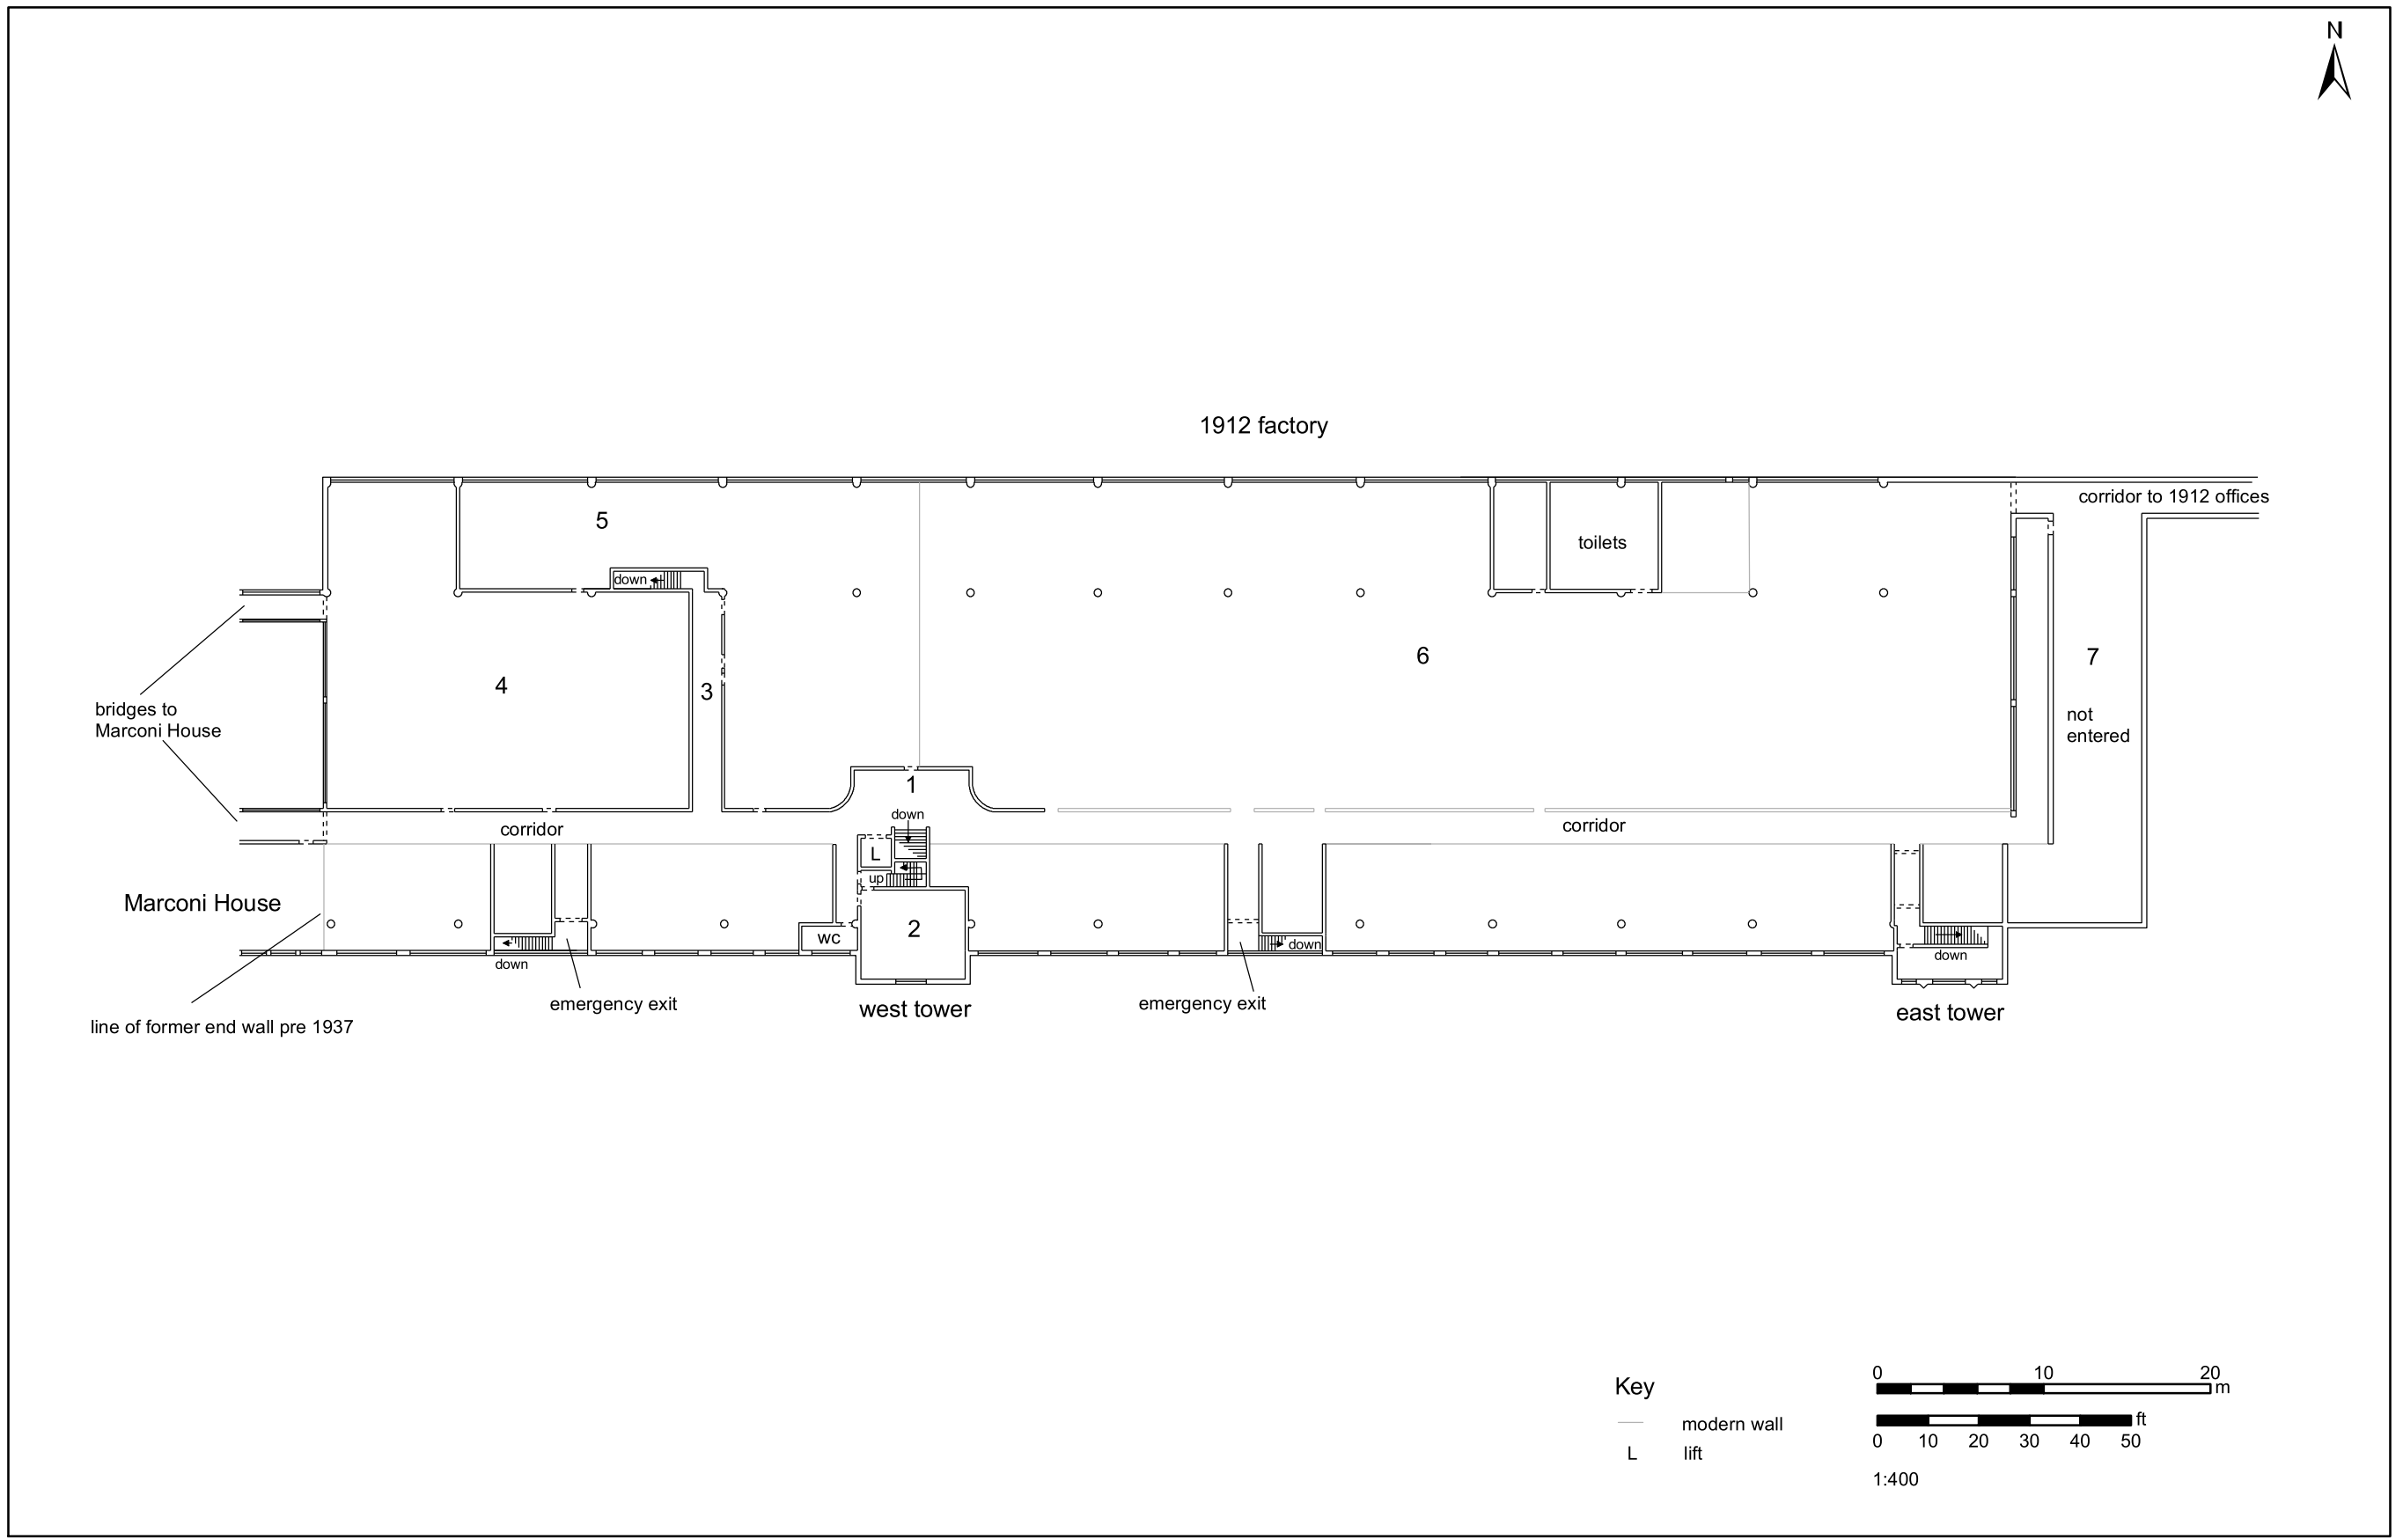 N
1912 factory
corridor to 1912 offices
5
toilets
down
6
7
4
3
bridges to
Marconi House
not
entered
1
down
corridor
corridor
L
up
Marconi House
2
wc
down
down
down
emergency exit
west tower
emergency exit
east tower
line of former end wall pre 1937
Key
modern wall
L lift
0 10 20
m
ft
0 10 20 30 40 50
1:400